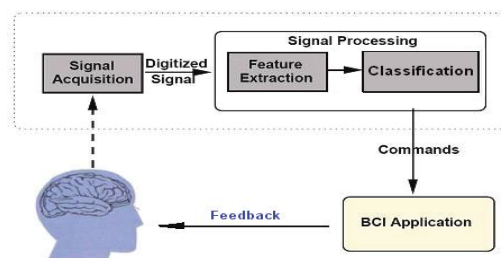 Signal Processing
Signal
Acquisition
Digitized
Signal
Feature
Extraction
Classification
Commands
BCI Application
Feedback